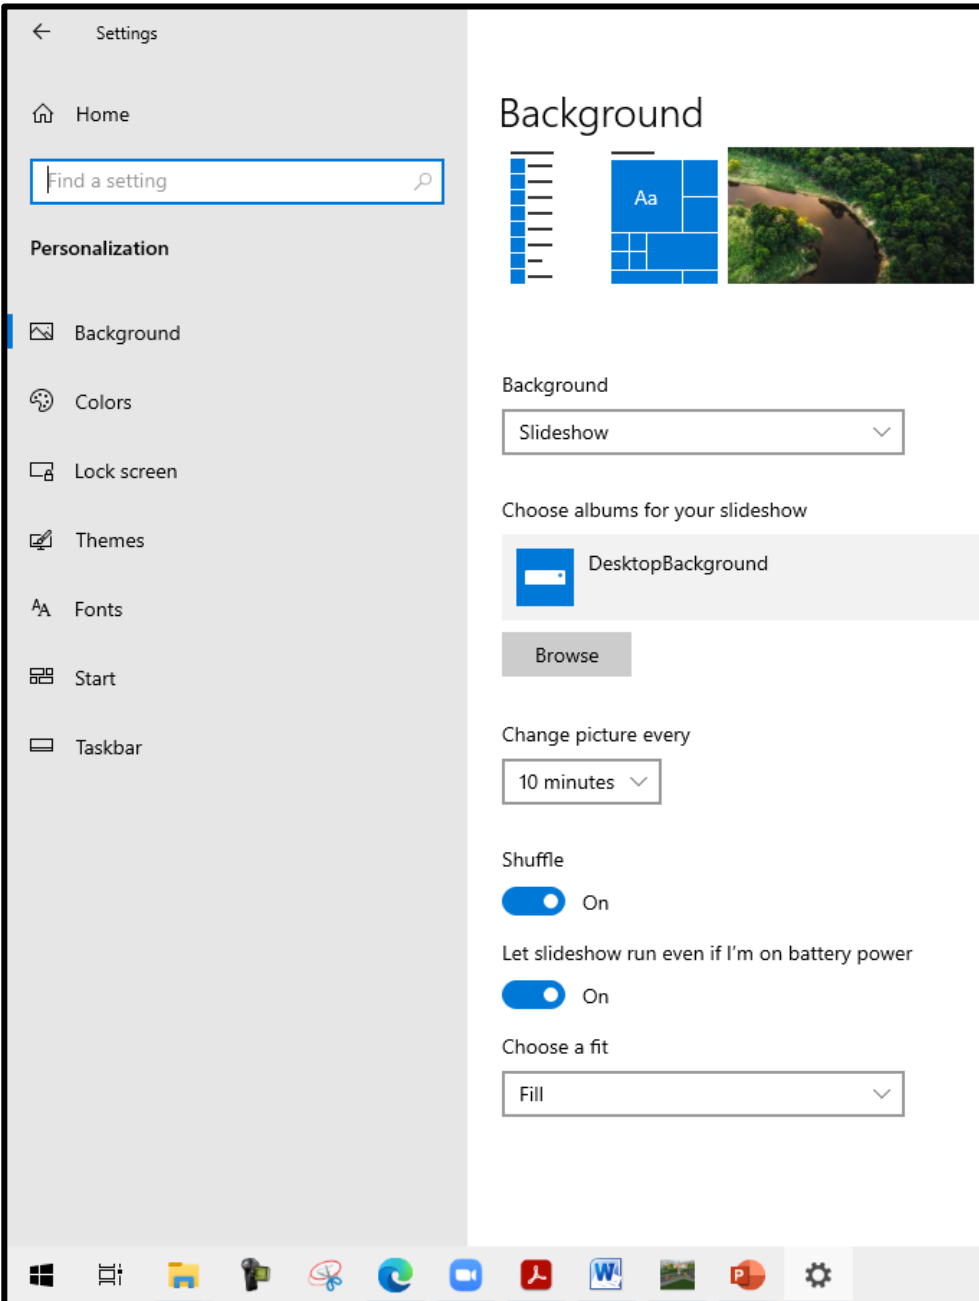 Settings
Home
Find a setting
Personalization
Background
Colors
Lock screen
Themes
Fonts
Start
Taskbar
Background
Aa
Background
Slideshow
Choose albums for your slideshow
DesktopBackground
Browse
Change picture every
10 minutes
Shuffle
On
Let slideshow run even if I'm on battery power
On
Choose a fit
Fill
W
P